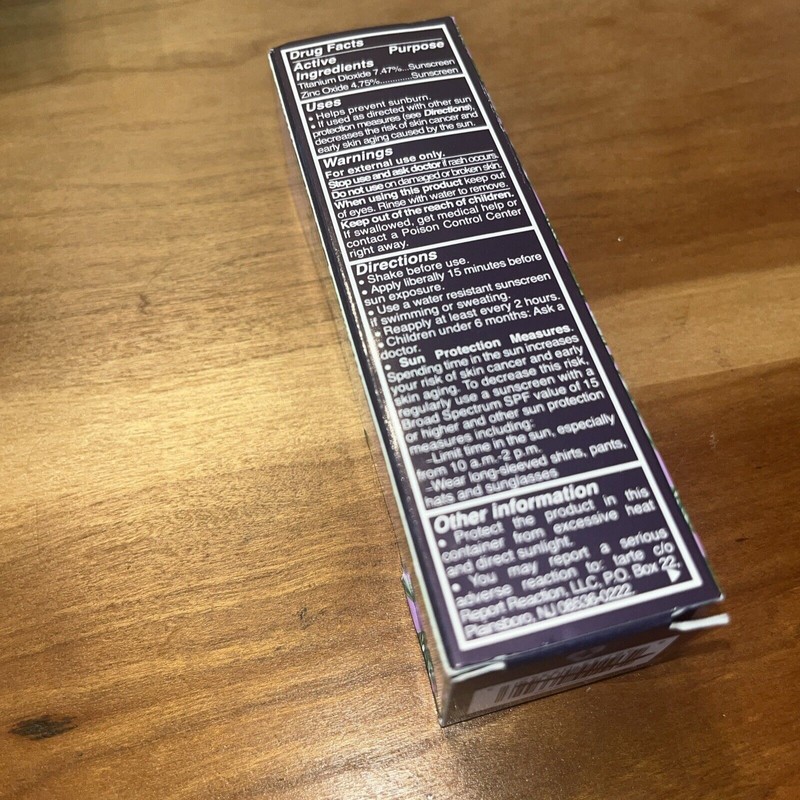 Drug Facts
Active Purpose
Ingredients
Titanium Dioxide 7.47%...Sunscreen
Zinc Oxide 4.75%.............Sunscreen
Uses
• Helps prevent sunburn.
• If used as directed with other sun
protection measures (see Directions),
decreases the risk of skin cancer and
early skin aging caused by the sun.
Warnings
For external use only.
Stop use and ask doctor if rash occurs.
Do not use on damaged or broken skin.
When using this product keep out
of eyes. Rinse with water to remove.
Keep out of the reach of children.
If swallowed, get medical help or
contact a Poison Control Center
right away.
Directions
• Shake before use.
• Apply liberally 15 minutes before
sun exposure.
• Use a water resistant sunscreen
if swimming or sweating.
• Reapply at least every 2 hours.
• Children under 6 months: Ask a
doctor.
• Sun Protection Measures.
Spending time in the sun increases
your risk of skin cancer and early
skin aging. To decrease this risk,
regularly use a sunscreen with a
Broad Spectrum SPF value of 15
or higher and other sun protection
measures including:
–Limit time in the sun, especially
from 10 a.m.-2 p.m.
–Wear long-sleeved shirts, pants,
hats and sunglasses
Other information
• Protect the product in this
container from excessive heat
and direct sunlight.
• You may report a serious
adverse reaction to: tarte c/o
Report Reaction, LLC, P.O. Box 22,
Plainsboro, NJ 08536-0222.